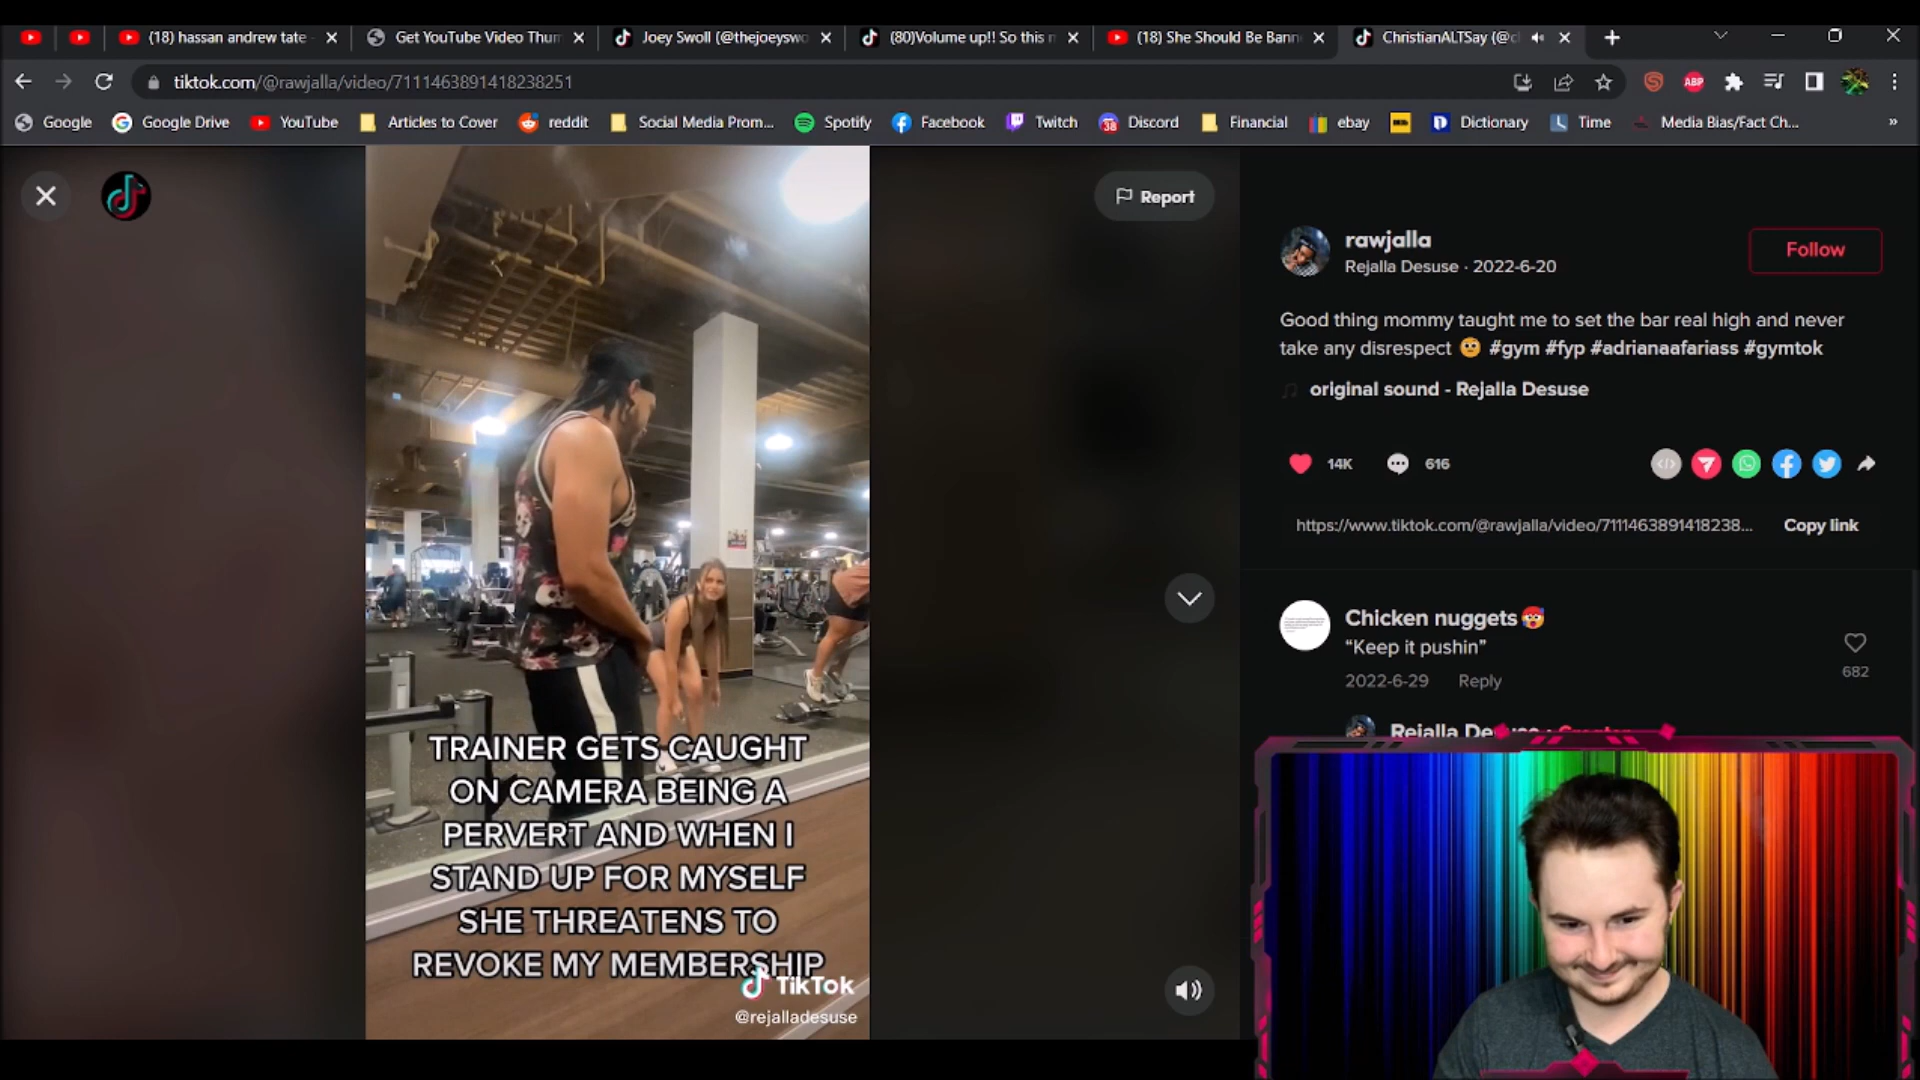 (18) hassan andrew tate -
Get YouTube Video Thum
Joey Swoll (@thejoeyswo
(80)Volume up!! So this m
(18) She Should Be Bann
ChristianALTSay (@c
tiktok.com/@rawjalla/video/7111463891418238251
ABP
Google
Google Drive
YouTube
Articles to Cover
reddit
Social Media Prom...
Spotify
Facebook
Twitch
38
Discord
Financial
ebay
Dictionary
Time
Media Bias/Fact Ch...
»
Report
TRAINER GETS CAUGHT
ON CAMERA BEING A
PERVERT AND WHEN I
STAND UP FOR MYSELF
SHE THREATENS TO
REVOKE MY MEMBERSHIP
TikTok
@rejalladesuse
rawjalla
Rejalla Desuse · 2022-6-20
Follow
Good thing mommy taught me to set the bar real high and never
take any disrespect 🥺 #gym #fyp #adrianaafariass #gymtok
original sound - Rejalla Desuse
14K
616
https://www.tiktok.com/@rawjalla/video/711146389141823​8...
Copy link
Chicken nuggets🥵
“Keep it pushin”
2022-6-29
Reply
682